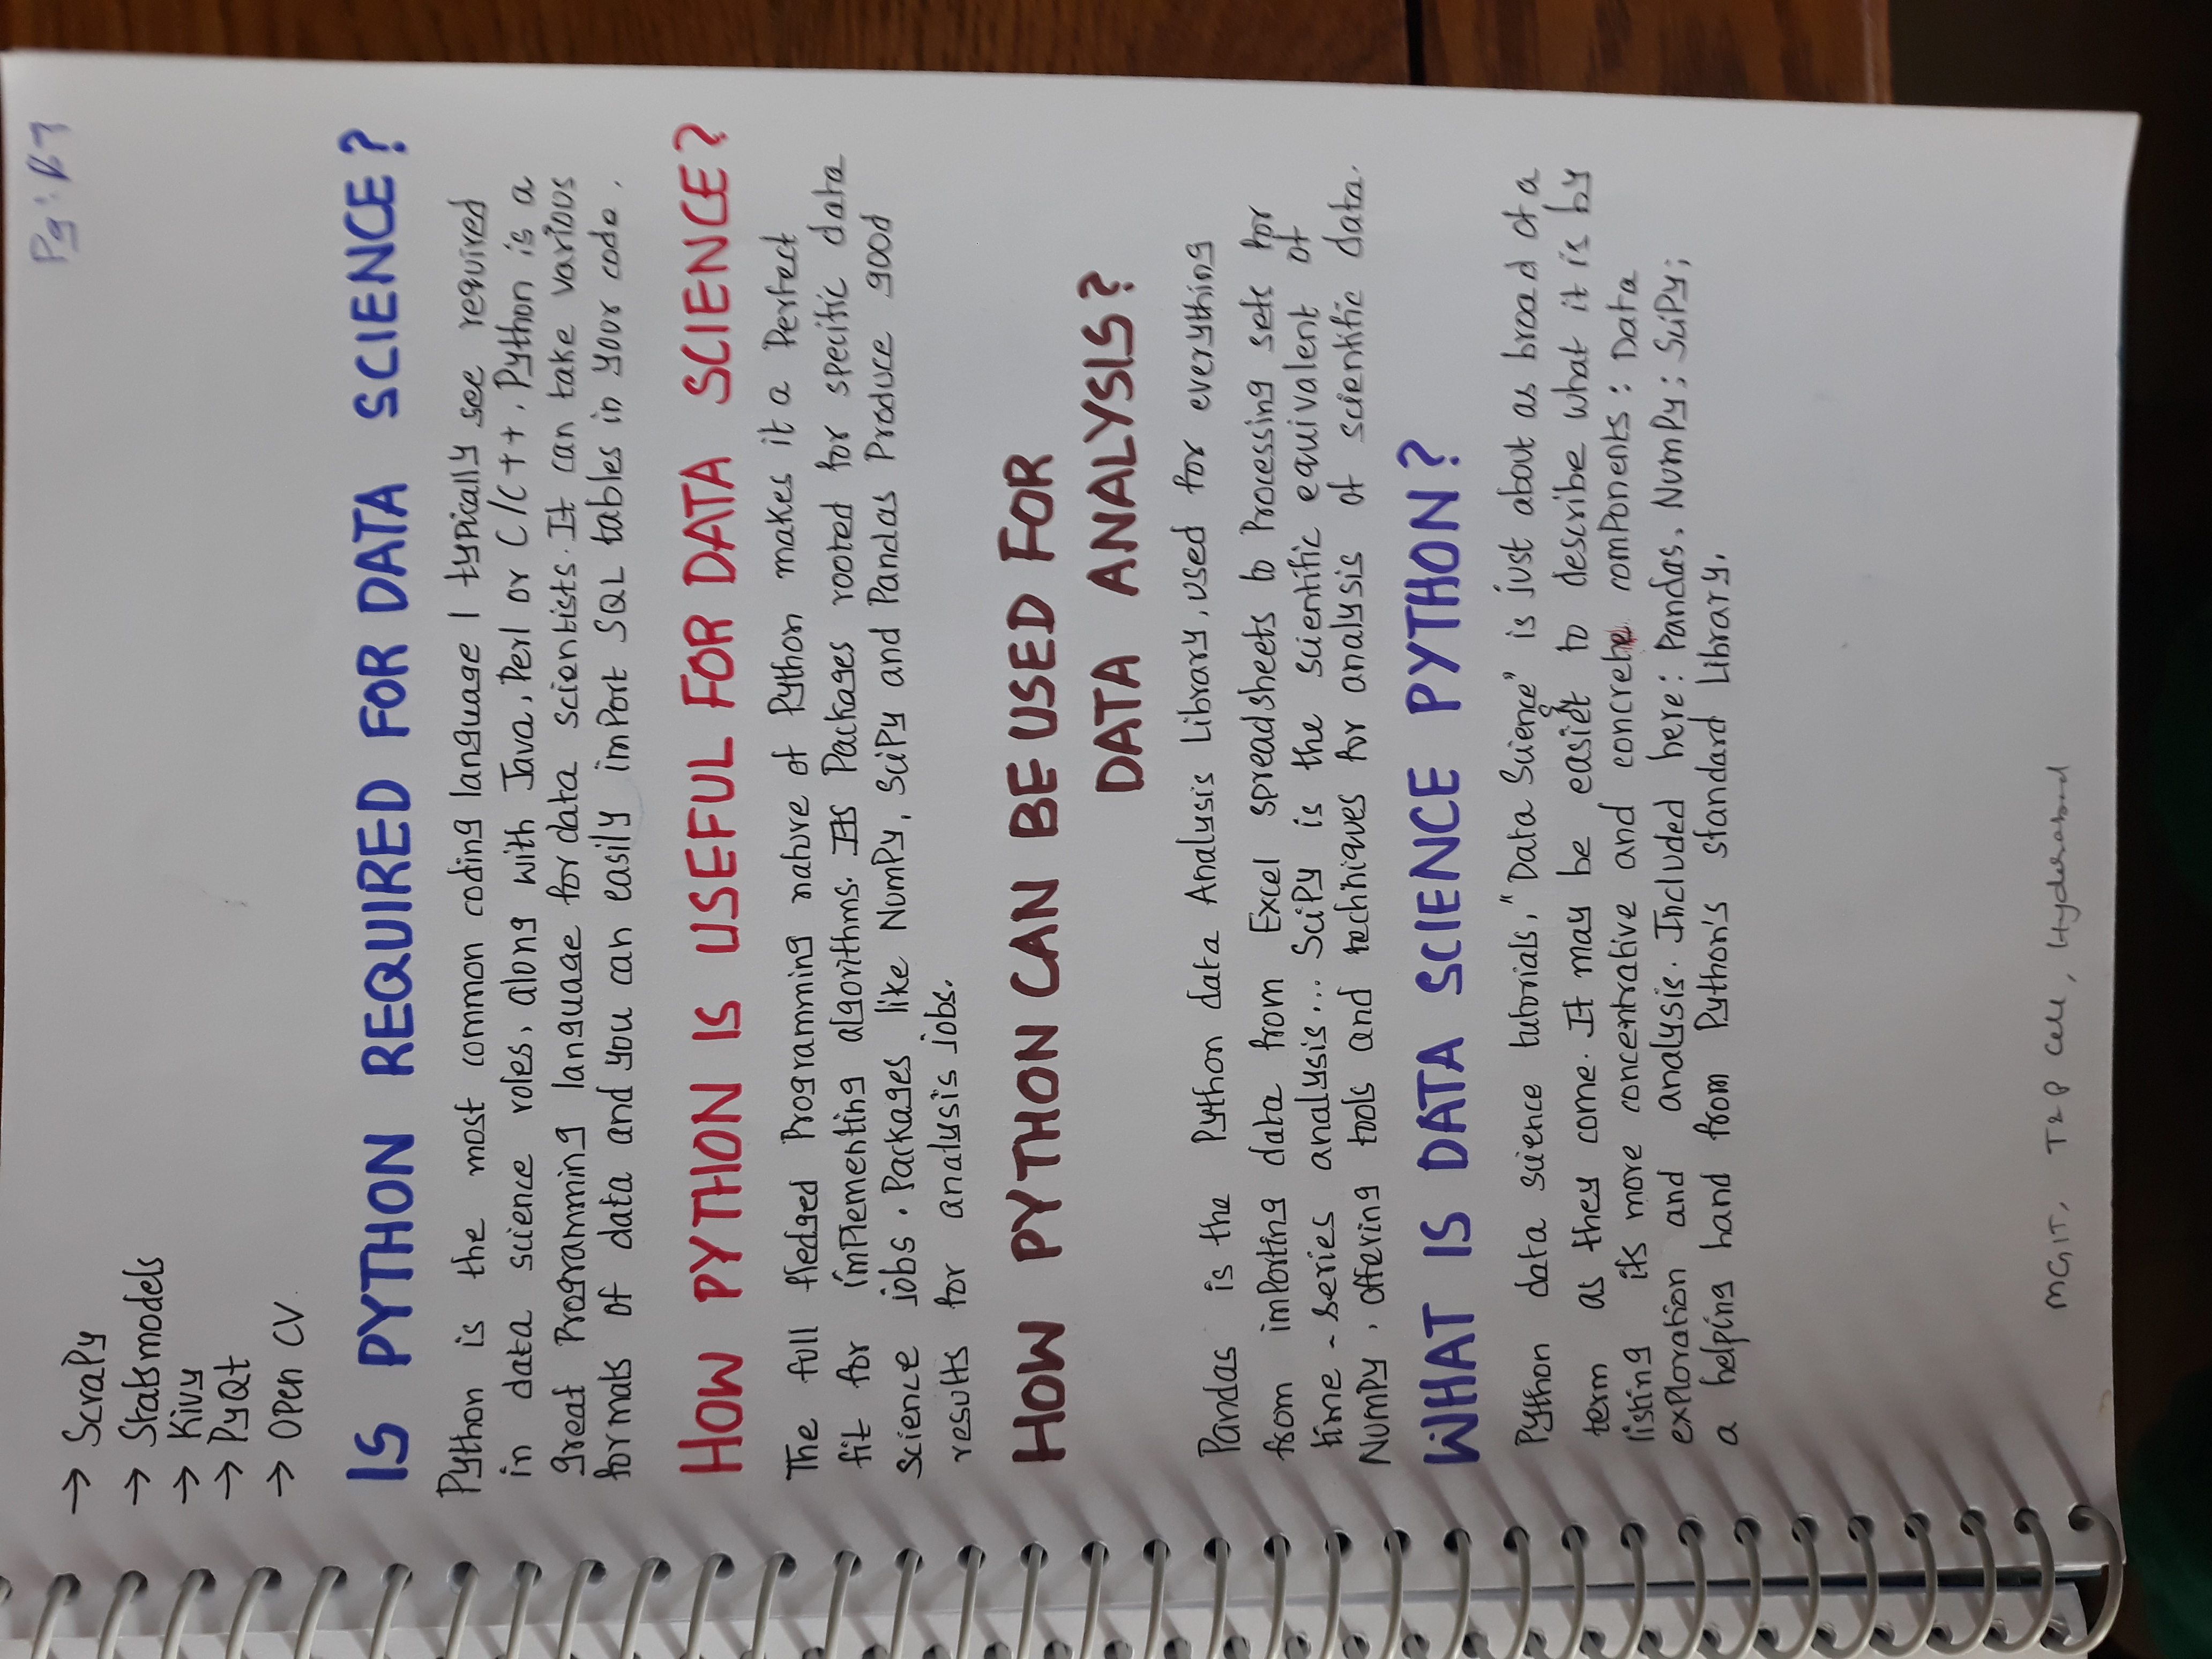 Pg: 67
→ ScraPy
→ Statsmodels
→ Kivy
→ PyQt
→ Open CV.
IS PYTHON REQUIRED FOR DATA SCIENCE?
Python is the most common coding language I typically see required
in data science roles, along with Java, Perl or C/C++. Python is a
great Programming language for data scientists. It can take various
formats of data and you can easily import SQL tables in your code.
HOW PYTHON IS USEFUL FOR DATA SCIENCE?
The full fledged Programming nature of Python makes it a Perfect
fit for implementing algorithms. Its Packages rooted for specific data
science jobs. Packages like NumPy, SciPy and Pandas Produce good
results for analysis jobs.
HOW PYTHON CAN BE USED FOR
DATA ANALYSIS?
Pandas is the Python data Analysis Library, used for everything
from importing data from Excel spreadsheets to Processing sets for
time-series analysis... SciPy is the scientific equivalent of
NumPy, offering tools and techniques for analysis of scientific data.
WHAT IS DATA SCIENCE PYTHON?
Python data science tutorials, "Data Science" is just about as broad of a
term as they come. It may be easier to describe what it is by
listing its more concentrative and concrete components: Data
exploration and analysis. Included here: Pandas, NumPy; SciPy;
a helping hand from Python's standard Library.
MGIT, T&P Cell, Hyderabad